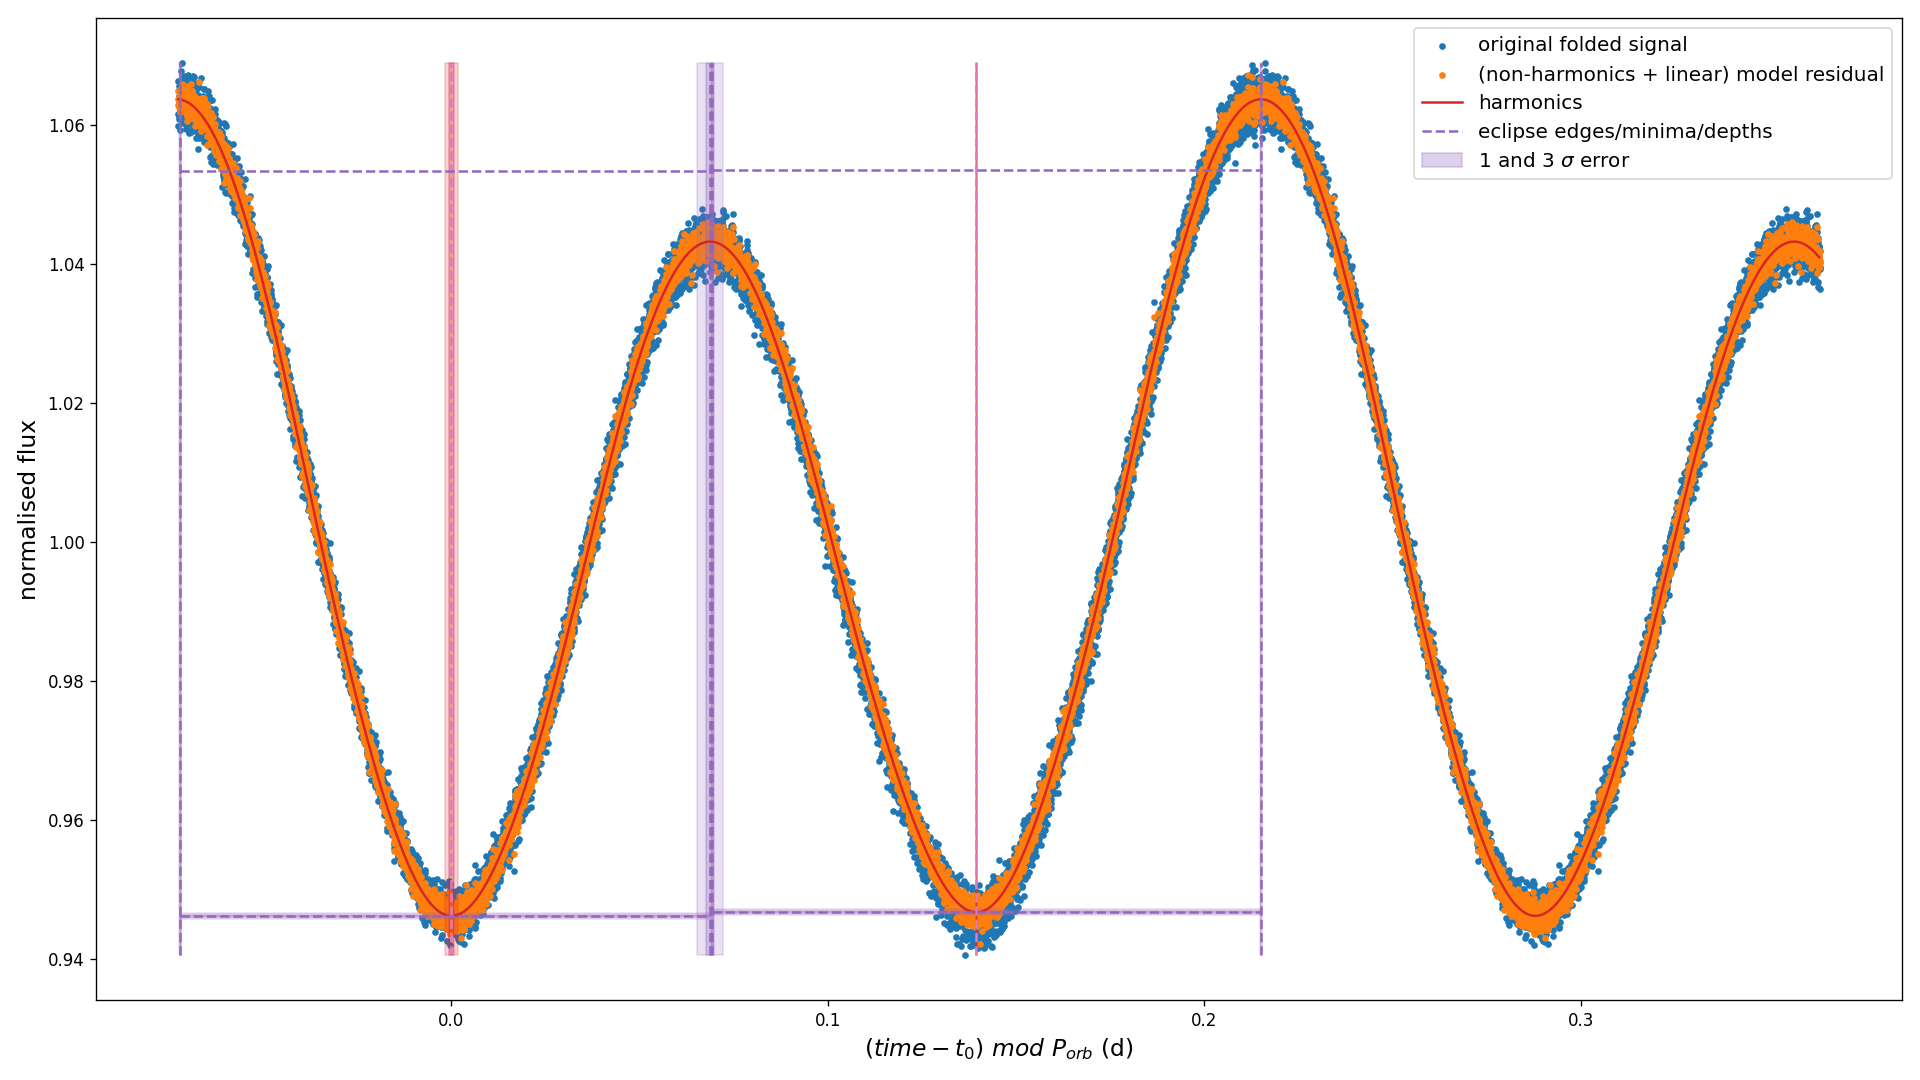 original folded signal
(non-harmonics + linear) model residual
harmonics
eclipse edges/minima/depths
1 and 3 σ error
normalised flux
1.06
1.04
1.02
1.00
0.98
0.96
0.94
0.0 0.1 0.2 0.3
(time − t₀) mod Pₒᵣb (d)